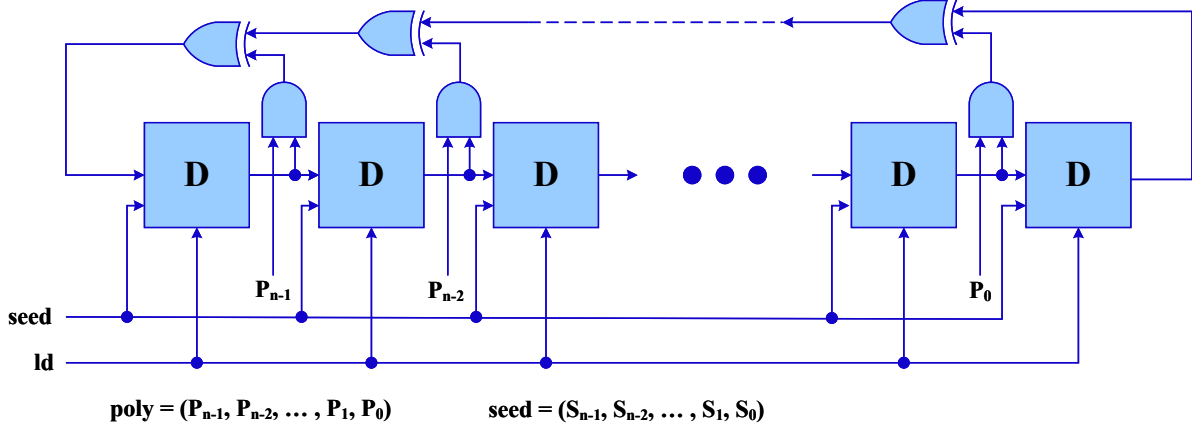 D D D D D
Pn-1 Pn-2 P0
seed
ld
poly = (Pn-1, Pn-2, … , P1, P0) seed = (Sn-1, Sn-2, … , S1, S0)